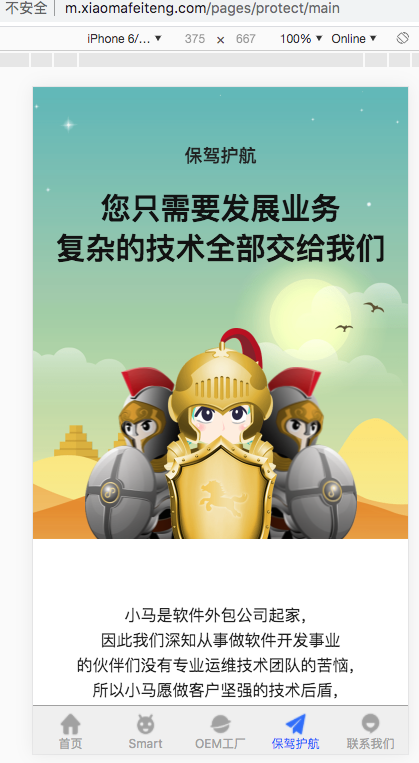 不安全 m.xiaomafeiteng.com/pages/protect/main
iPhone 6/... ▼ 375 × 667 100% ▼ Online ▼
保驾护航
您只需要发展业务
复杂的技术全部交给我们
小马是软件外包公司起家，
因此我们深知从事做软件开发事业
的伙伴们没有专业运维技术团队的苦恼，
所以小马愿做客户坚强的技术后盾，
首页 Smart OEM工厂 保驾护航 联系我们